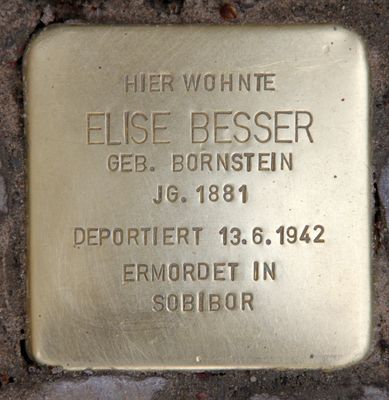 HIER WOHNTE
ELISE BESSER
GEB. BORNSTEIN
JG. 1881
DEPORTIERT 13.6.1942
ERMORDET IN
SOBIBOR